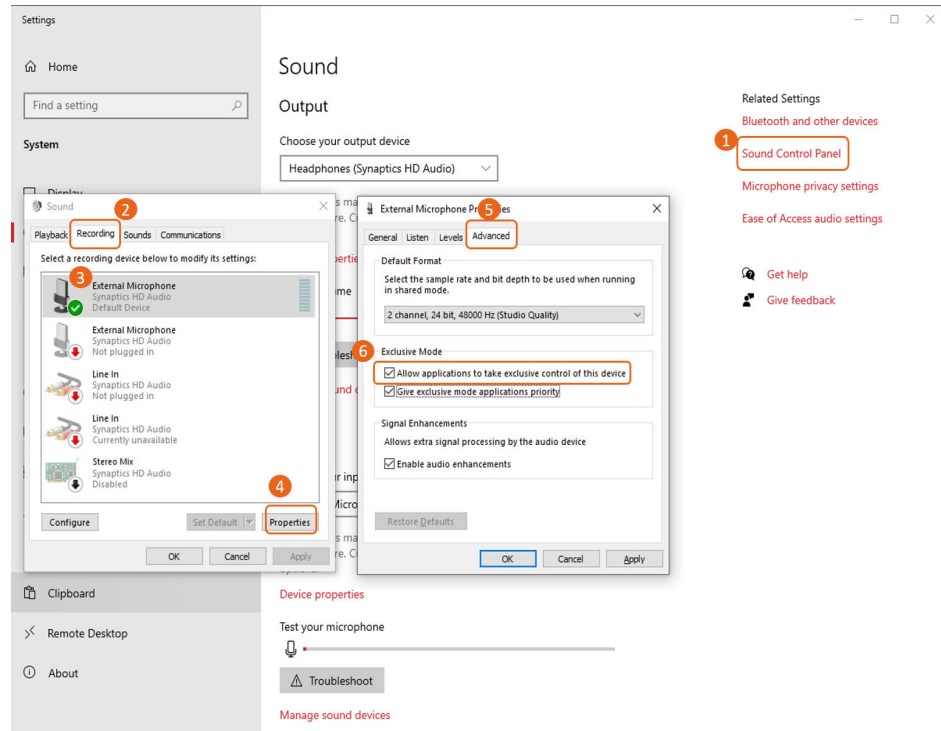 Settings
Home
Find a setting
System
Display
Clipboard
Remote Desktop
About
Sound
Output
Choose your output device
Headphones (Synaptics HD Audio)
Device properties
Test your microphone
Troubleshoot
Manage sound devices
Related Settings
Bluetooth and other devices
1
Sound Control Panel
Microphone privacy settings
Ease of Access audio settings
Get help
Give feedback
Sound
2
Playback Recording Sounds Communications
Select a recording device below to modify its settings:
3
External Microphone
Synaptics HD Audio
Default Device
External Microphone
Synaptics HD Audio
Not plugged in
Line In
Synaptics HD Audio
Not plugged in
Line In
Synaptics HD Audio
Currently unavailable
Stereo Mix
Synaptics HD Audio
Disabled
4
Configure Set Default Properties
OK Cancel Apply
External Microphone Properties
5
General Listen Levels Advanced
Default Format
Select the sample rate and bit depth to be used when running
in shared mode.
2 channel, 24 bit, 48000 Hz (Studio Quality)
6
Exclusive Mode
Allow applications to take exclusive control of this device
Give exclusive mode applications priority
Signal Enhancements
Allows extra signal processing by the audio device
Enable audio enhancements
Restore Defaults
OK Cancel Apply